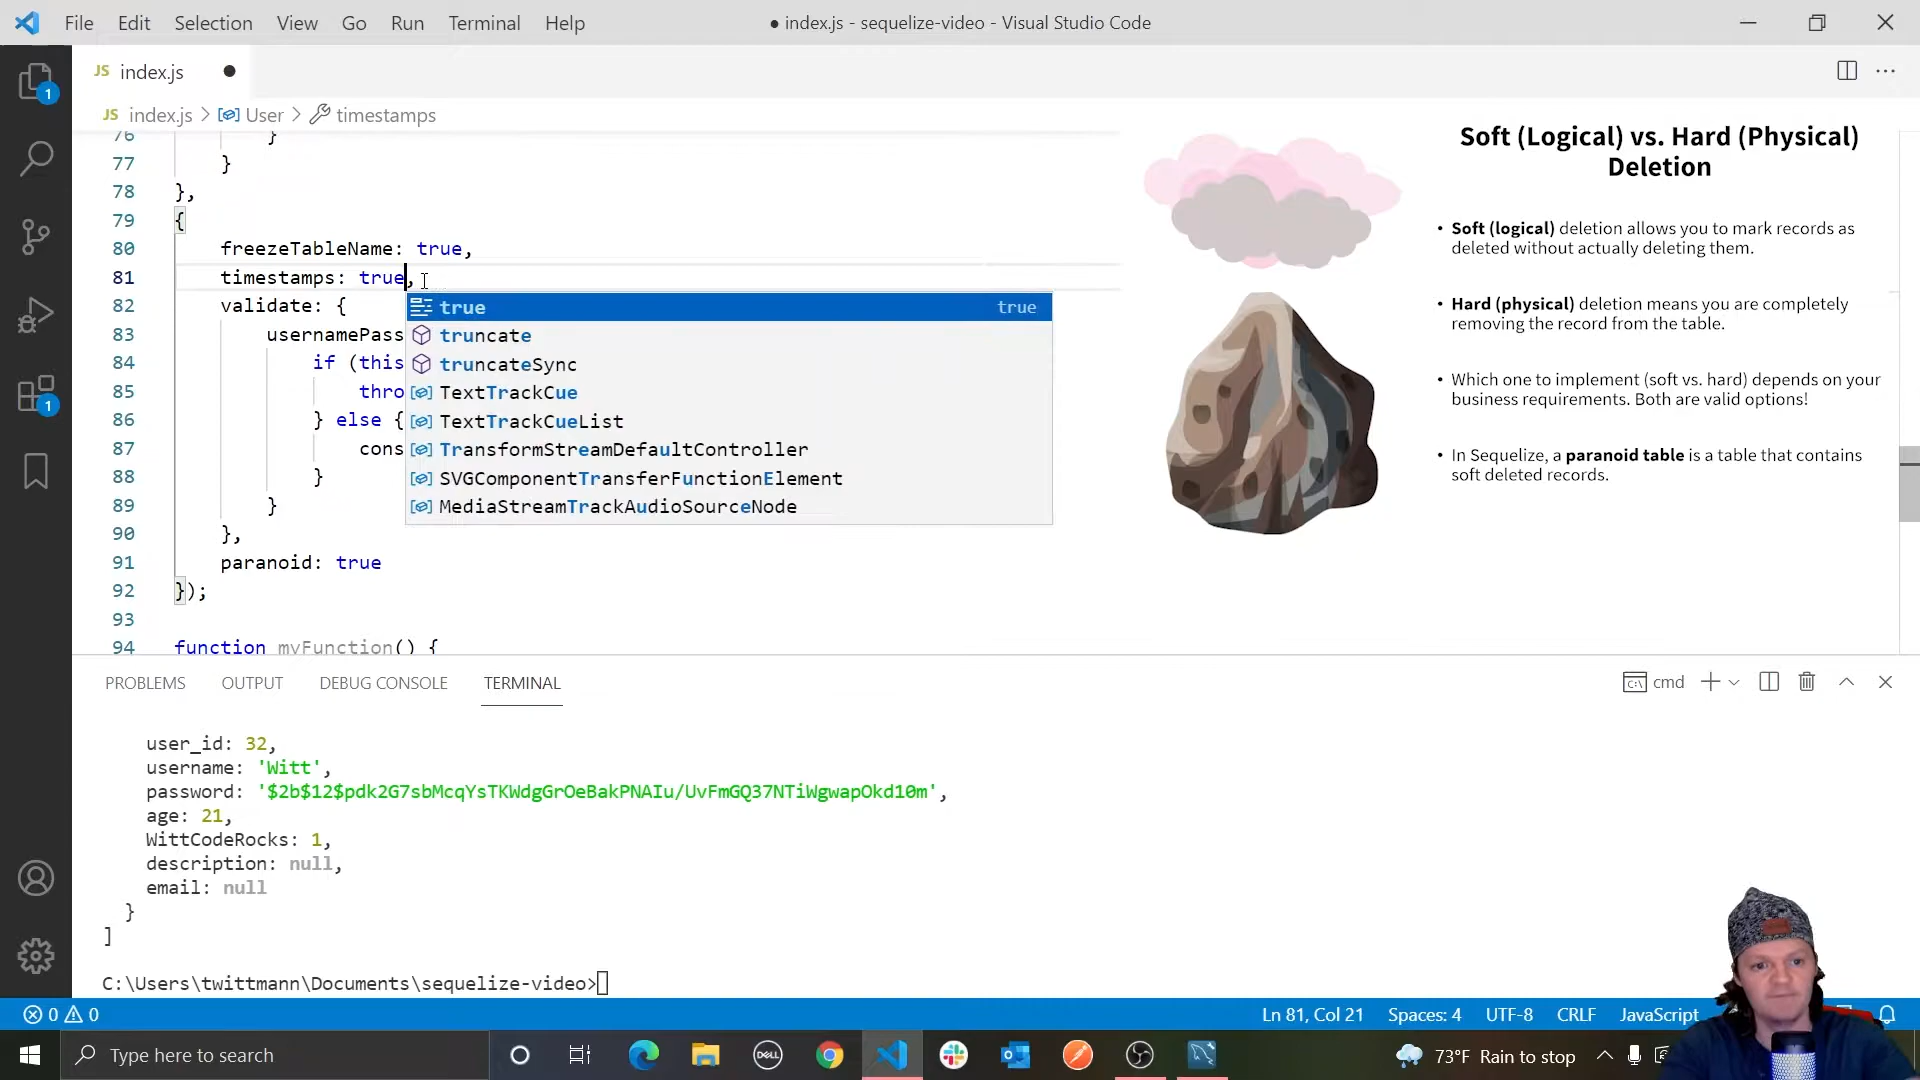 File Edit Selection View Go Run Terminal Help
● index.js - sequelize-video - Visual Studio Code
JS index.js ●
JS index.js > User > timestamps
76 }
77 }
78 },
79 {
80 freezeTableName: true,
81 timestamps: true,
82 validate: {
83 usernamePass
84 if (this
85 thro
86 } else {
87 cons
88 }
89 }
90 },
91 paranoid: true
92 });
93
94 function myFunction() {
true true
truncate
truncateSync
TextTrackCue
TextTrackCueList
TransformStreamDefaultController
SVGComponentTransferFunctionElement
MediaStreamTrackAudioSourceNode
Soft (Logical) vs. Hard (Physical)
Deletion
• Soft (logical) deletion allows you to mark records as
deleted without actually deleting them.
• Hard (physical) deletion means you are completely
removing the record from the table.
• Which one to implement (soft vs. hard) depends on your
business requirements. Both are valid options!
• In Sequelize, a paranoid table is a table that contains
soft deleted records.
1
1
PROBLEMS OUTPUT DEBUG CONSOLE TERMINAL
cmd
user_id: 32,
username: 'Witt',
password: '$2b$12$pdk2G7sbMcqYsTKWdgGrOeBakPNAIu/UvFmGQ37NTiWgwapOkd10m',
age: 21,
WittCodeRocks: 1,
description: null,
email: null
}
]
C:\Users\twittmann\Documents\sequelize-video>
0 0
Ln 81, Col 21 Spaces: 4 UTF-8 CRLF JavaScript
Type here to search
DELL
73°F Rain to stop